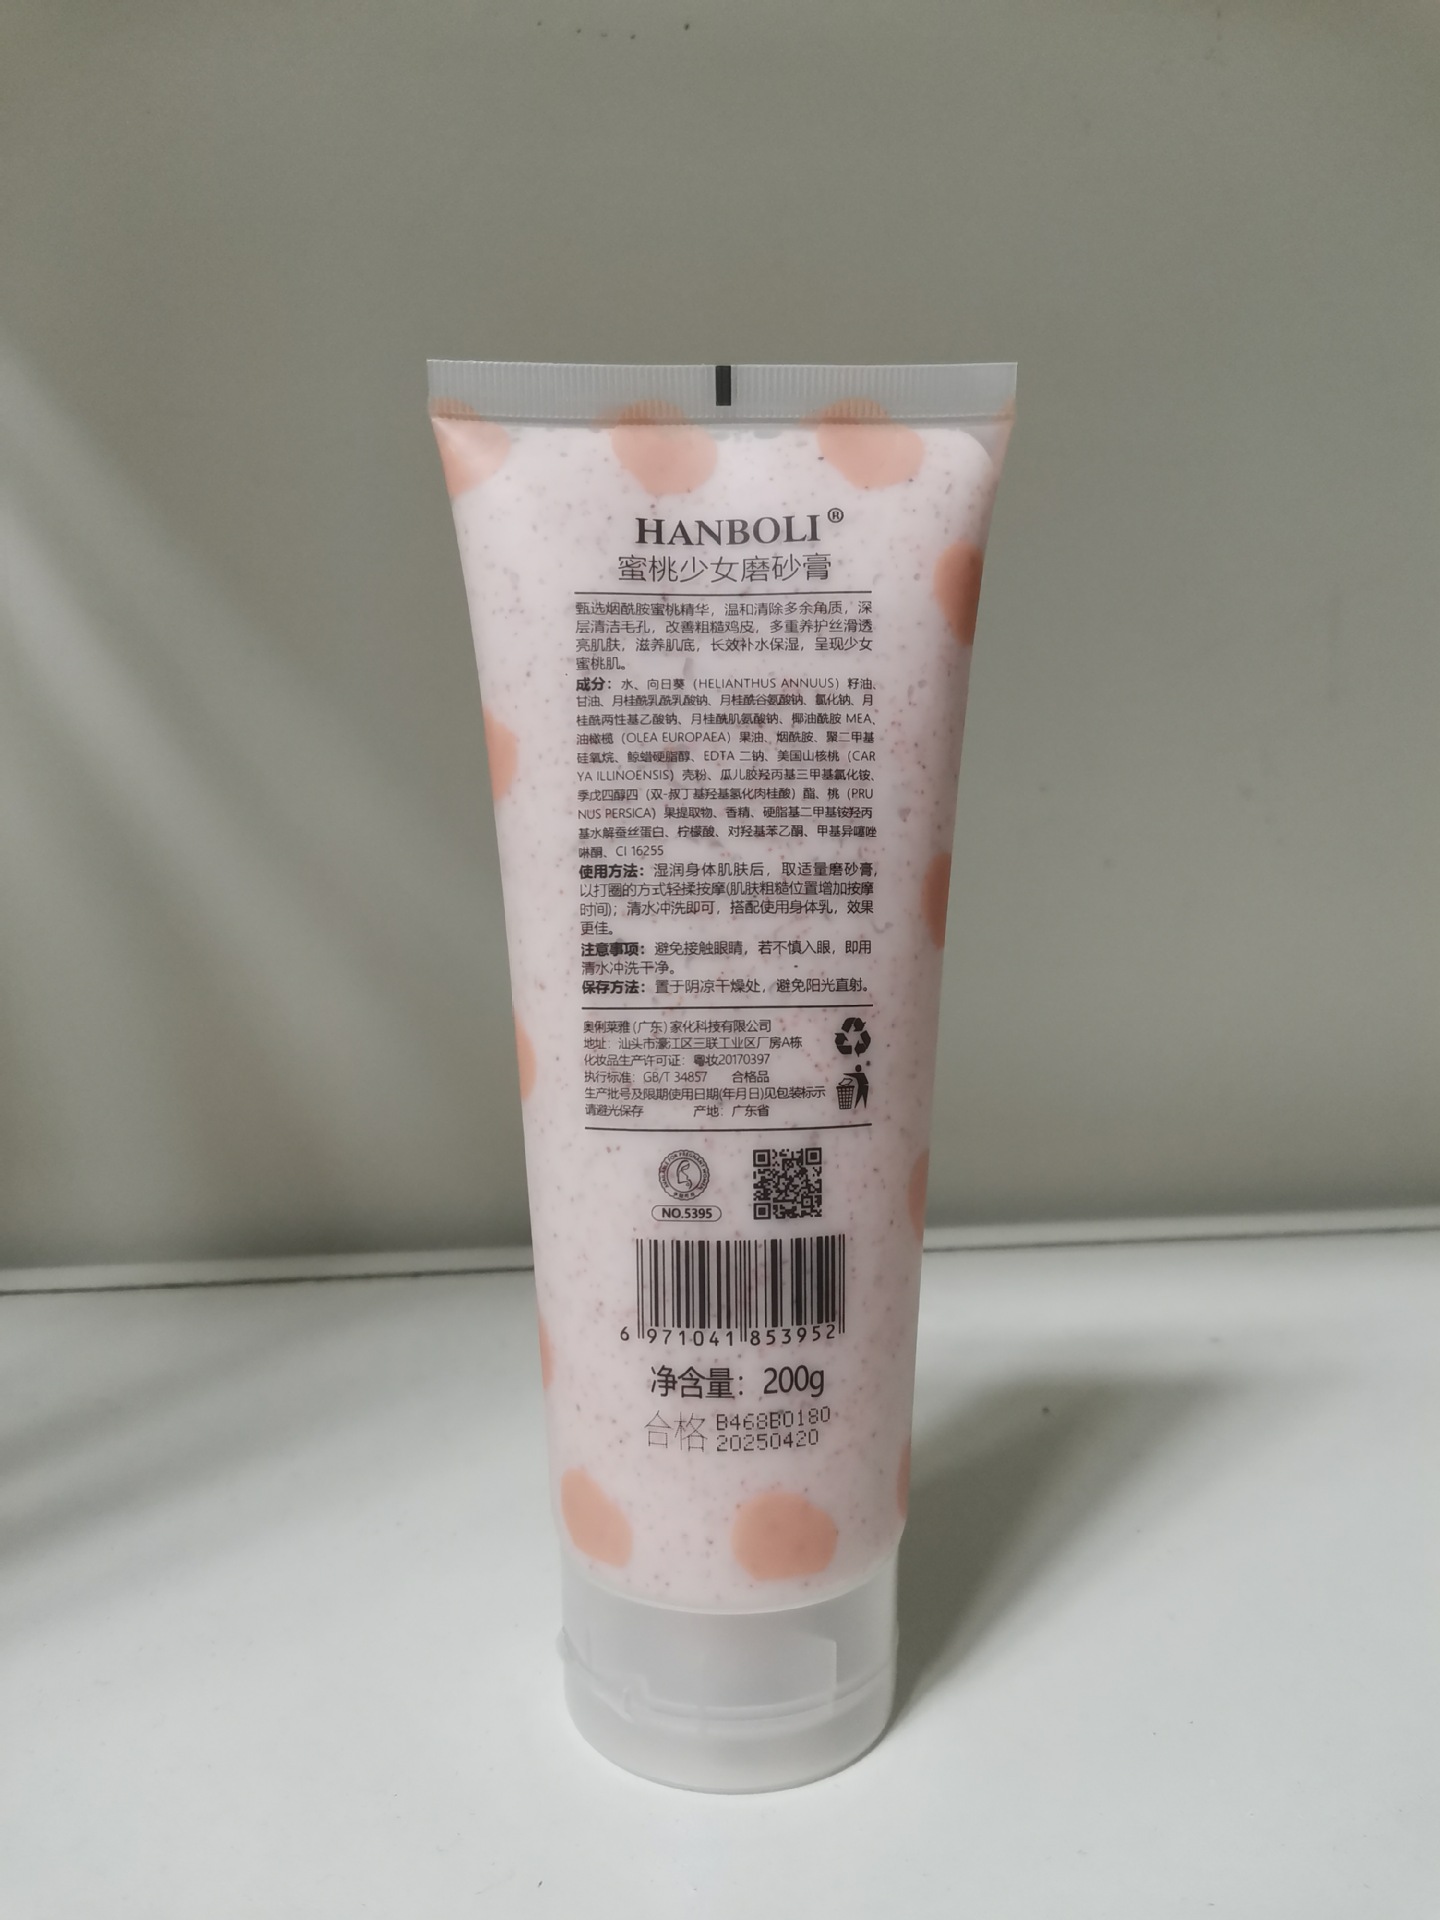 HANBOLI®
蜜桃少女磨砂膏
甄选烟酰胺蜜桃精华，温和清除多余角质，深
层清洁毛孔，改善粗糙鸡皮，多重养护丝滑透
亮肌肤，滋养肌底，长效补水保湿，呈现少女
蜜桃肌。
成分：水、向日葵（HELIANTHUS ANNUUS）籽油、
甘油、月桂酰乳酰乳酸钠、月桂酰谷氨酸钠、氯化钠、月
桂酰两性基乙酸钠、月桂酰肌氨酸钠、椰油酰胺 MEA、
油橄榄（OLEA EUROPAEA）果油、烟酰胺、聚二甲基
硅氧烷、鲸蜡硬脂醇、EDTA 二钠、美国山核桃（CAR
YA ILLINOENSIS）壳粉、瓜儿胶羟丙基三甲基氯化铵、
季戊四醇四（双-叔丁基羟基氢化肉桂酸）酯、桃（PRU
NUS PERSICA）果提取物、香精、硬脂基二甲基铵羟丙
基水解蚕丝蛋白、柠檬酸、对羟基苯乙酮、甲基异噻唑
啉酮、CI 16255
使用方法：湿润身体肌肤后，取适量磨砂膏,
以打圈的方式轻揉按摩(肌肤粗糙位置增加按摩
时间)；清水冲洗即可，搭配使用身体乳，效果
更佳。
注意事项：避免接触眼睛，若不慎入眼，即用
清水冲洗干净。
保存方法：置于阴凉干燥处，避免阳光直射。
奥俐莱雅(广东)家化科技有限公司
地址：汕头市濠江区三联工业区厂房A栋
化妆品生产许可证：粤妆20170397
执行标准：GB/T 34857 合格品
生产批号及限期使用日期(年月日)见包装标示
请避光保存 产地：广东省
NO.5395
6 971041 853952
净含量：200g
合格 B468B0180
20250420